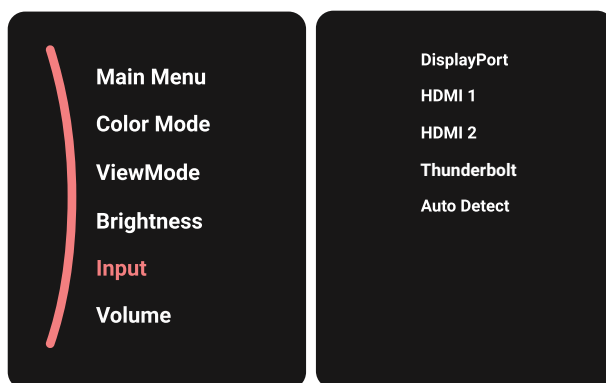 Main Menu
Color Mode
ViewMode
Brightness
Input
Volume
DisplayPort
HDMI 1
HDMI 2
Thunderbolt
Auto Detect